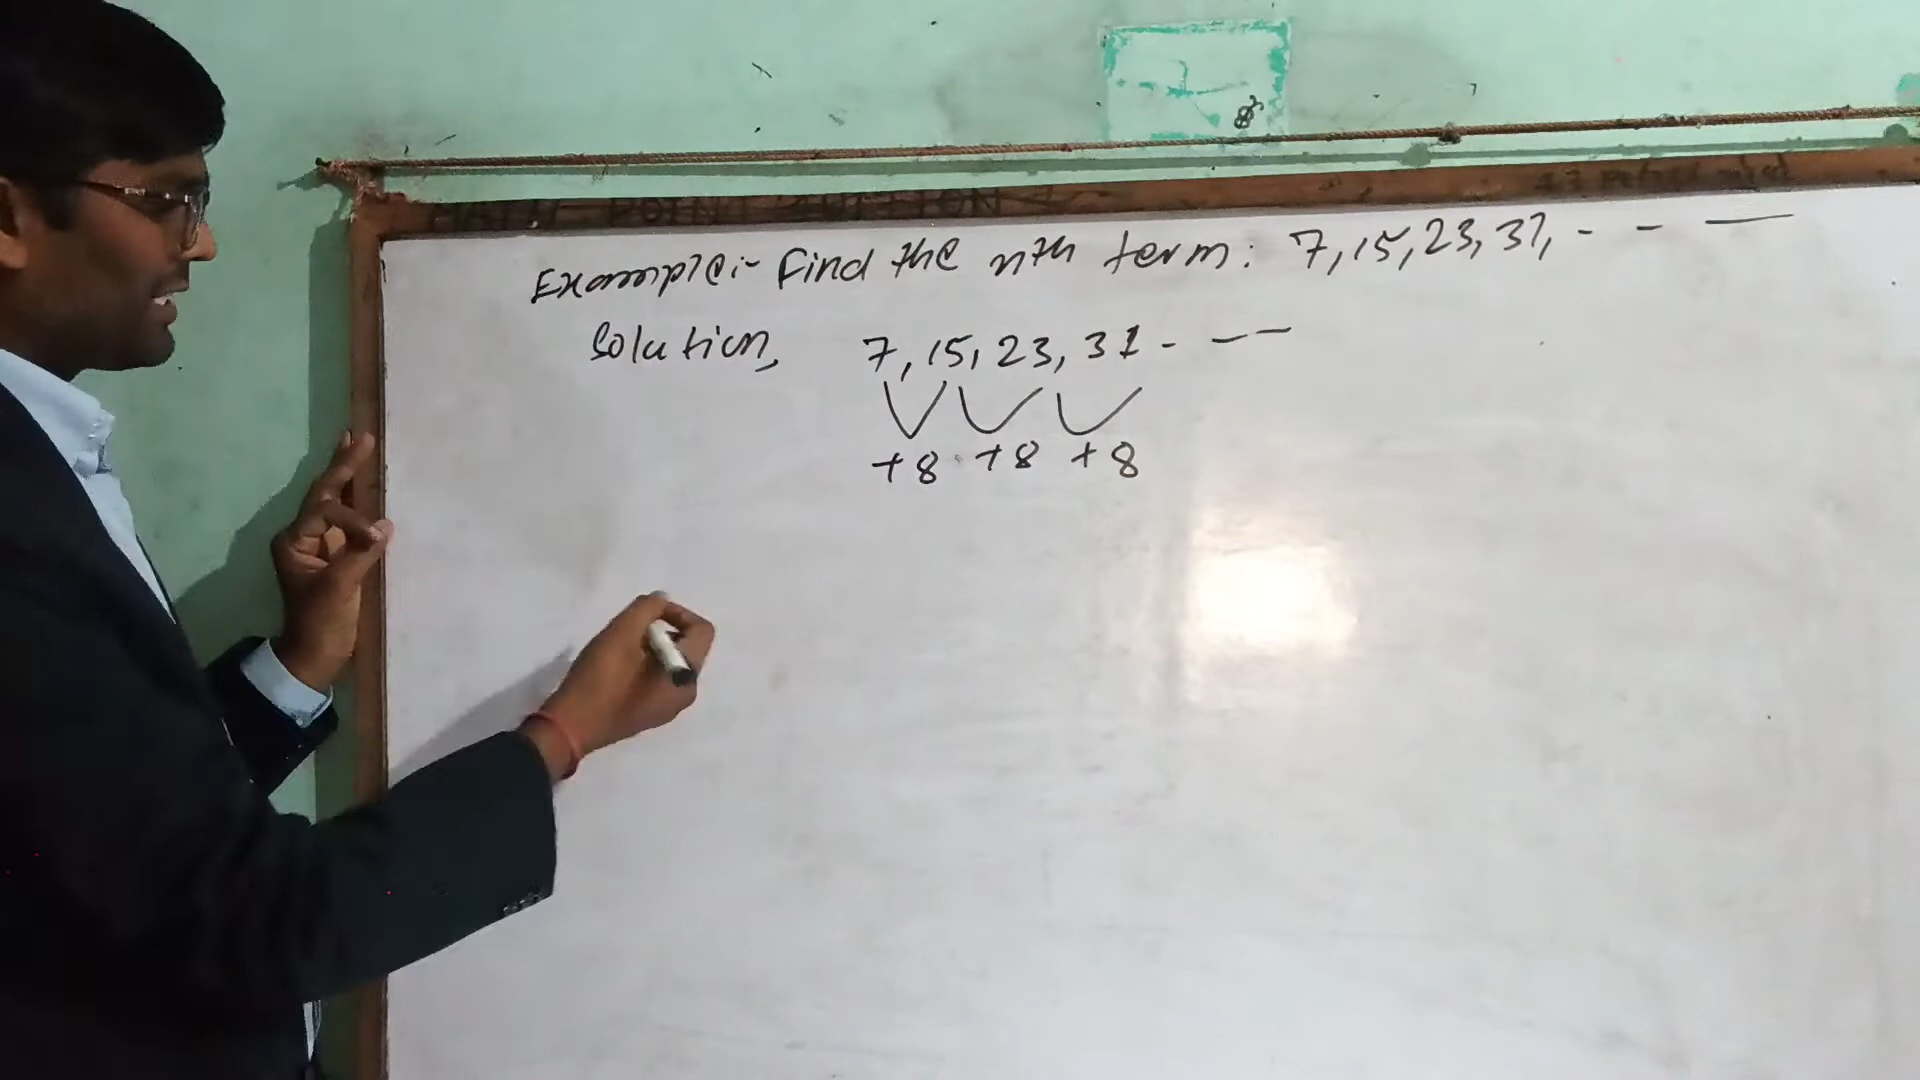 Example:- Find the nth term: 7, 15, 23, 31, - - —
Solution, 7, 15, 23, 31 - — —
+8 +8 +8